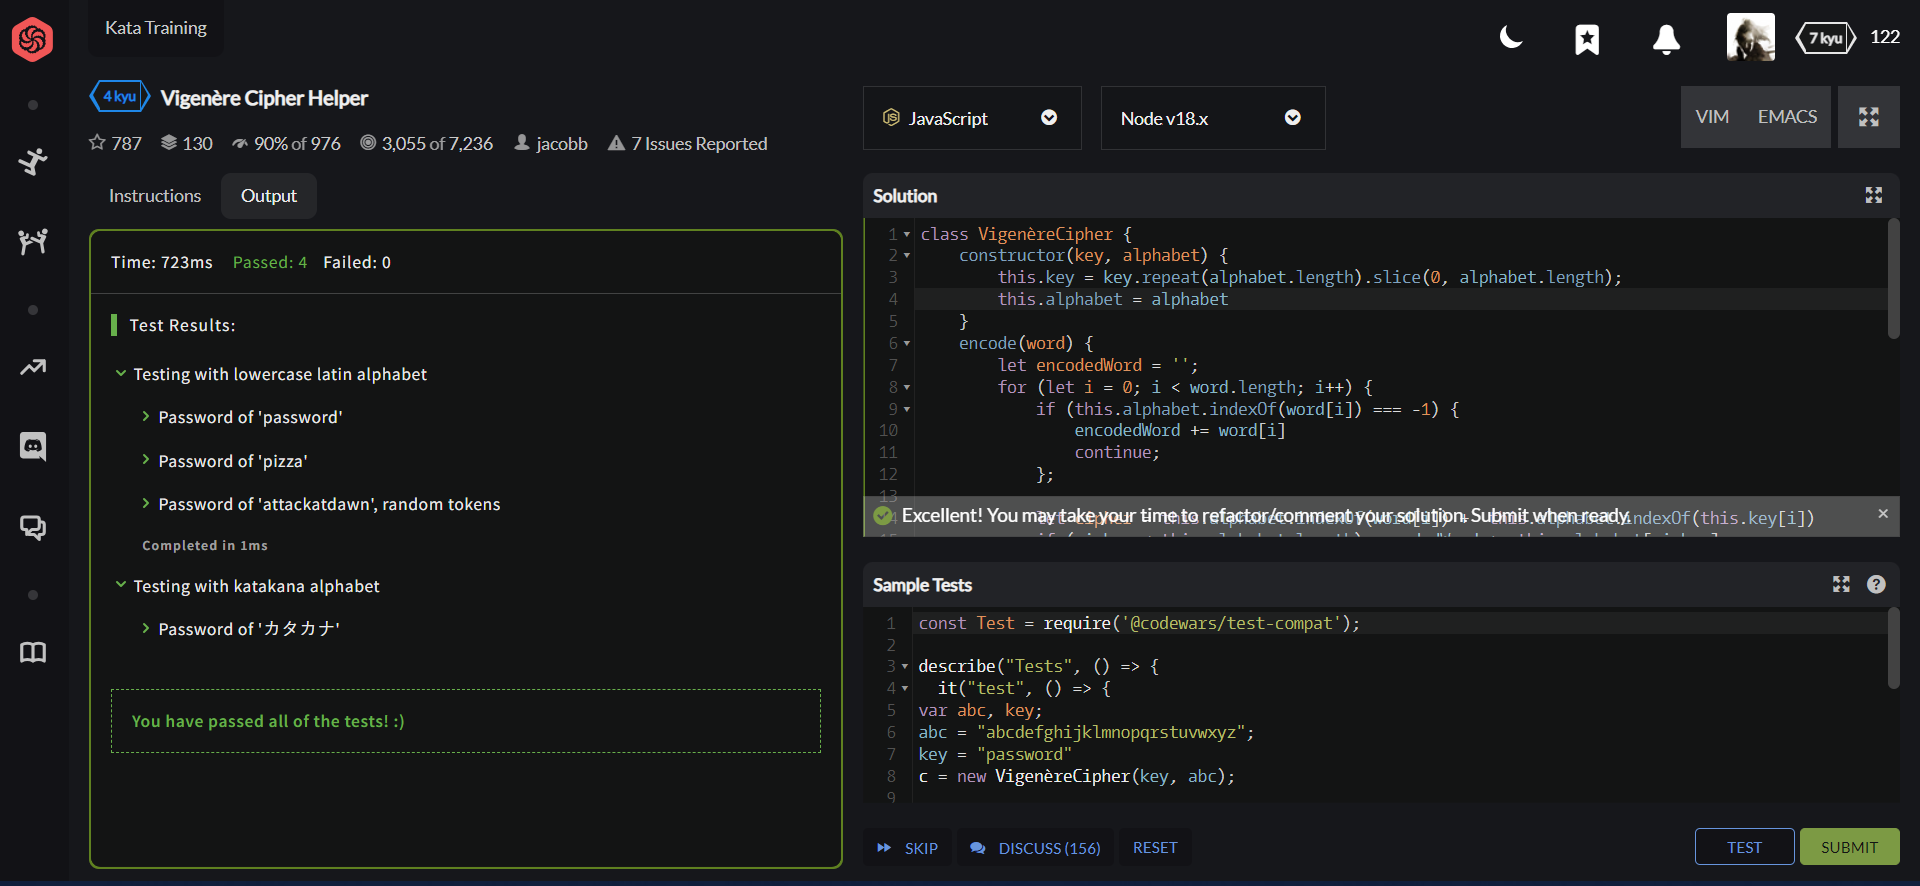 Kata Training
7 kyu 122
4 kyu Vigenère Cipher Helper
787 130 90% of 976 3,055 of 7,236 jacobb 7 Issues Reported
Instructions Output
Time: 723ms Passed: 4 Failed: 0
Test Results:
Testing with lowercase latin alphabet
Password of 'password'
Password of 'pizza'
Password of 'attackatdawn', random tokens
Completed in 1ms
Testing with katakana alphabet
Password of 'カタカナ'
You have passed all of the tests! :)
JavaScript Node v18.x VIM EMACS
Solution
1 class VigenèreCipher {
2 constructor(key, alphabet) {
3 this.key = key.repeat(alphabet.length).slice(0, alphabet.length);
4 this.alphabet = alphabet
5 }
6 encode(word) {
7 let encodedWord = '';
8 for (let i = 0; i < word.length; i++) {
9 if (this.alphabet.indexOf(word[i]) === -1) {
10 encodedWord += word[i]
11 continue;
12 };
13
Excellent! You may take your time to refactor/comment your solution. Submit when ready.
Sample Tests
1 const Test = require('@codewars/test-compat');
2
3 describe("Tests", () => {
4 it("test", () => {
5 var abc, key;
6 abc = "abcdefghijklmnopqrstuvwxyz";
7 key = "password"
8 c = new VigenèreCipher(key, abc);
9
SKIP DISCUSS (156) RESET TEST SUBMIT